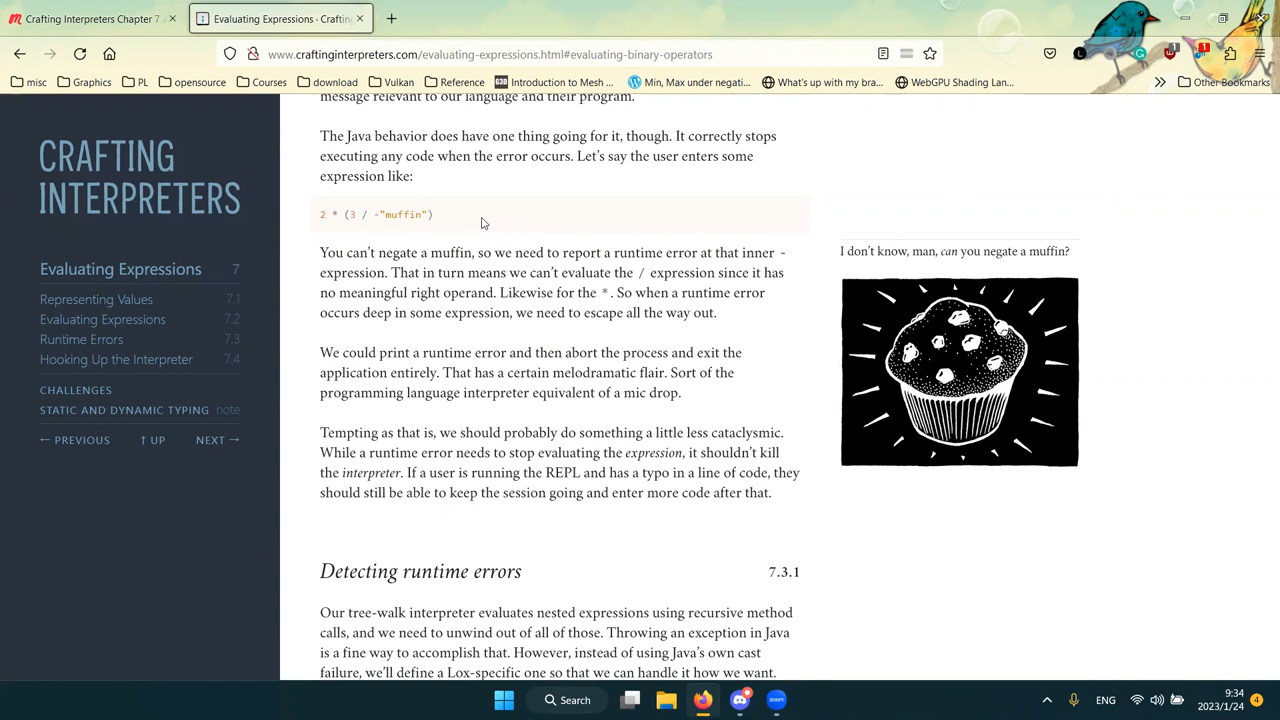 Crafting Interpreters Chapter 7
Evaluating Expressions · Crafting
www.craftinginterpreters.com/evaluating-expressions.html#evaluating-binary-operators
misc Graphics PL opensource Courses download Vulkan Reference Introduction to Mesh ... Min, Max under negati... What's up with my bra... WebGPU Shading Lan... Other Bookmarks
message relevant to our language and their program.
The Java behavior does have one thing going for it, though. It correctly stops
executing any code when the error occurs. Let's say the user enters some
expression like:
2 * (3 / -"muffin")
You can't negate a muffin, so we need to report a runtime error at that inner -
expression. That in turn means we can't evaluate the / expression since it has
no meaningful right operand. Likewise for the *. So when a runtime error
occurs deep in some expression, we need to escape all the way out.
We could print a runtime error and then abort the process and exit the
application entirely. That has a certain melodramatic flair. Sort of the
programming language interpreter equivalent of a mic drop.
Tempting as that is, we should probably do something a little less cataclysmic.
While a runtime error needs to stop evaluating the expression, it shouldn't kill
the interpreter. If a user is running the REPL and has a typo in a line of code, they
should still be able to keep the session going and enter more code after that.
Detecting runtime errors 7.3.1
Our tree-walk interpreter evaluates nested expressions using recursive method
calls, and we need to unwind out of all of those. Throwing an exception in Java
is a fine way to accomplish that. However, instead of using Java's own cast
failure, we'll define a Lox-specific one so that we can handle it how we want.
I don't know, man, can you negate a muffin?
CRAFTING
INTERPRETERS
Evaluating Expressions 7
Representing Values 7.1
Evaluating Expressions 7.2
Runtime Errors 7.3
Hooking Up the Interpreter 7.4
CHALLENGES
STATIC AND DYNAMIC TYPING note
← PREVIOUS ↑ UP NEXT →
Search
zoom
ENG
9:34
2023/1/24
4